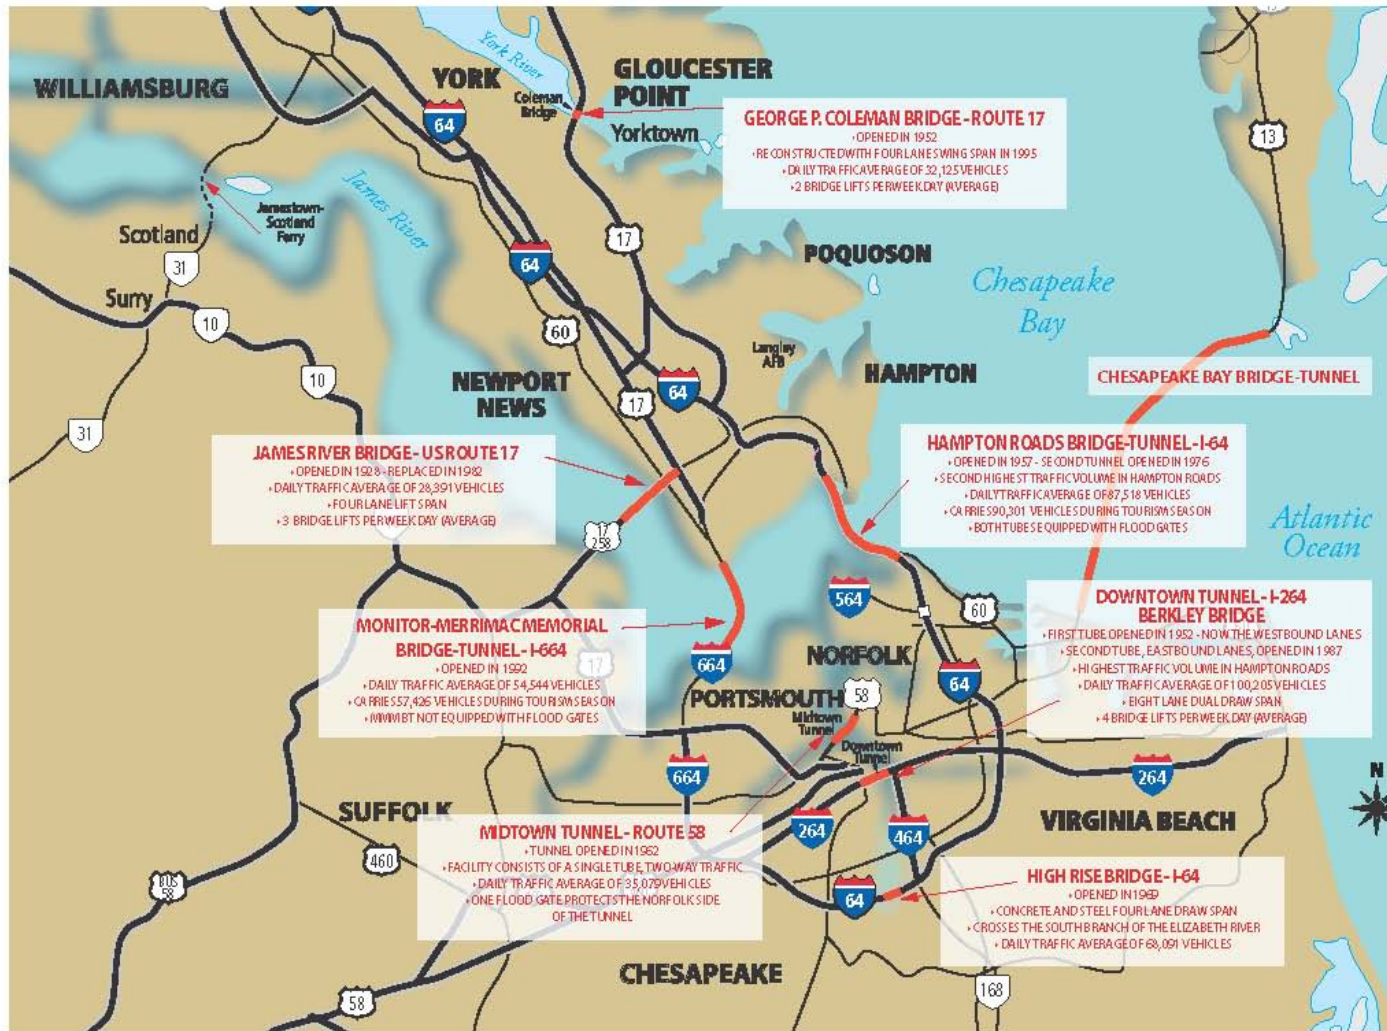 WILLIAMSBURG
YORK
York River
Coleman
Bridge
GLOUCESTER
POINT
Yorktown
GEORGE P. COLEMAN BRIDGE - ROUTE 17
• OPENED IN 1952
• RECONSTRUCTED WITH FOUR LANE SWING SPAN IN 1995
• DAILY TRAFFIC AVERAGE OF 32,125 VEHICLES
• 2 BRIDGE LIFTS PER WEEK DAY (AVERAGE)
64
13
James River
Jamestown-
Scotland
Ferry
Scotland
31
Surry
10
10
31
64
17
60
POQUOSON
Chesapeake
Bay
Langley
AFB
HAMPTON
NEWPORT
NEWS
17
64
CHESAPEAKE BAY BRIDGE-TUNNEL
JAMES RIVER BRIDGE - US ROUTE 17
• OPENED IN 1928 - REPLACED IN 1982
• DAILY TRAFFIC AVERAGE OF 28,391 VEHICLES
• FOUR LANE LIFT SPAN
• 3 BRIDGE LIFTS PER WEEK DAY (AVERAGE)
17
258
HAMPTON ROADS BRIDGE-TUNNEL - I-64
• OPENED IN 1957 - SECOND TUNNEL OPENED IN 1976
• SECOND HIGHEST TRAFFIC VOLUME IN HAMPTON ROADS
• DAILY TRAFFIC AVERAGE OF 87,518 VEHICLES
• CARRIES 90,301 VEHICLES DURING TOURISM SEASON
• BOTH TUBES EQUIPPED WITH FLOOD GATES
Atlantic
Ocean
564
60
MONITOR-MERRIMAC MEMORIAL
BRIDGE-TUNNEL - I-664
• OPENED IN 1992
• DAILY TRAFFIC AVERAGE OF 54,544 VEHICLES
• CARRIES 57,426 VEHICLES DURING TOURISM SEASON
• MMMBT NOT EQUIPPED WITH FLOOD GATES
17
664
NORFOLK
PORTSMOUTH
58
64
Midtown
Tunnel
Downtown
Tunnel
DOWNTOWN TUNNEL - I-264
BERKLEY BRIDGE
• FIRST TUBE OPENED IN 1952 - NOW THE WESTBOUND LANES
• SECOND TUBE, EASTBOUND LANES, OPENED IN 1987
• HIGHEST TRAFFIC VOLUME IN HAMPTON ROADS
• DAILY TRAFFIC AVERAGE OF 100,205 VEHICLES
• EIGHT LANE DUAL DRAW SPAN
• 4 BRIDGE LIFTS PER WEEK DAY (AVERAGE)
664
264
N
SUFFOLK
460
BUS
58
MIDTOWN TUNNEL - ROUTE 58
• TUNNEL OPENED IN 1962
• FACILITY CONSISTS OF A SINGLE TUBE, TWO-WAY TRAFFIC
• DAILY TRAFFIC AVERAGE OF 35,079 VEHICLES
• ONE FLOOD GATE PROTECTS THE NORFOLK SIDE
OF THE TUNNEL
264
464
VIRGINIA BEACH
64
HIGH RISE BRIDGE - I-64
• OPENED IN 1969
• CONCRETE AND STEEL FOUR LANE DRAW SPAN
• CROSSES THE SOUTH BRANCH OF THE ELIZABETH RIVER
• DAILY TRAFFIC AVERAGE OF 68,091 VEHICLES
CHESAPEAKE
58
168